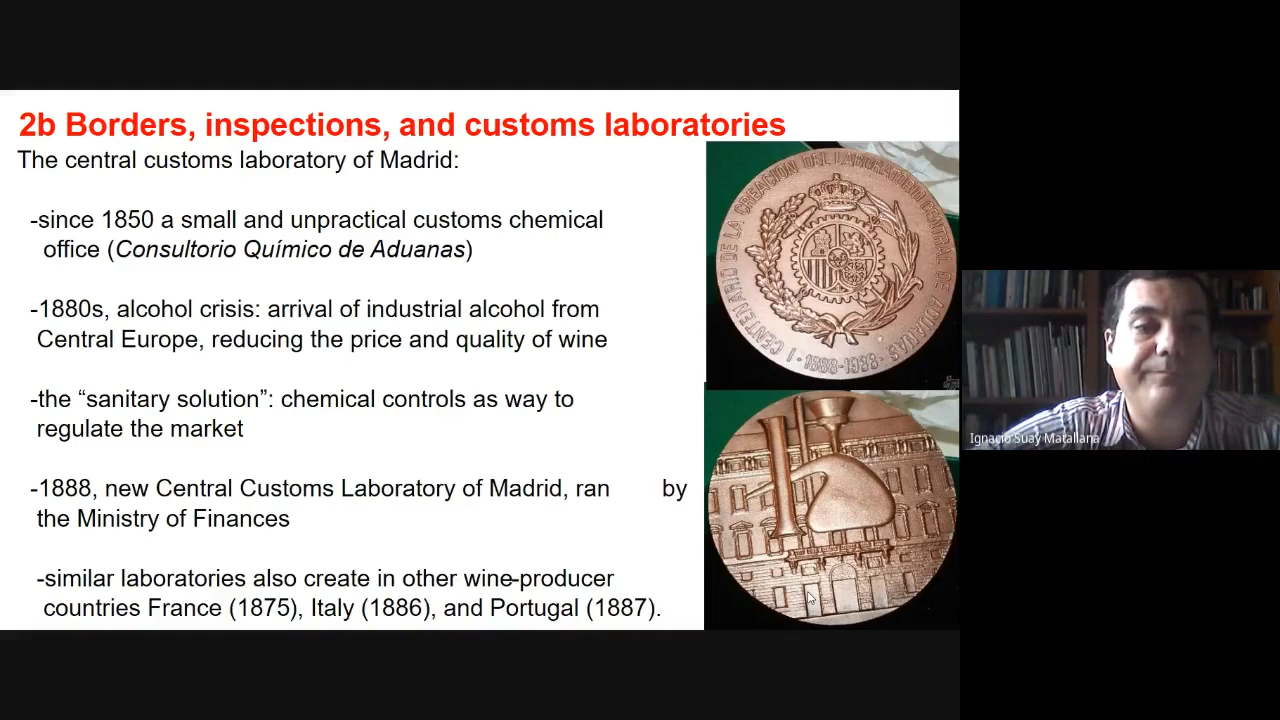 2b Borders, inspections, and customs laboratories
The central customs laboratory of Madrid:
-since 1850 a small and unpractical customs chemical
office (Consultorio Químico de Aduanas)
-1880s, alcohol crisis: arrival of industrial alcohol from
Central Europe, reducing the price and quality of wine
-the “sanitary solution”: chemical controls as way to
regulate the market
-1888, new Central Customs Laboratory of Madrid, ran by
the Ministry of Finances
-similar laboratories also create in other wine-producer
countries France (1875), Italy (1886), and Portugal (1887).
I CENTENARIO DE LA CREACION DEL LABORATORIO CENTRAL DE ADUANAS · 1888-1988 ·
Ignacio Suay Matallana